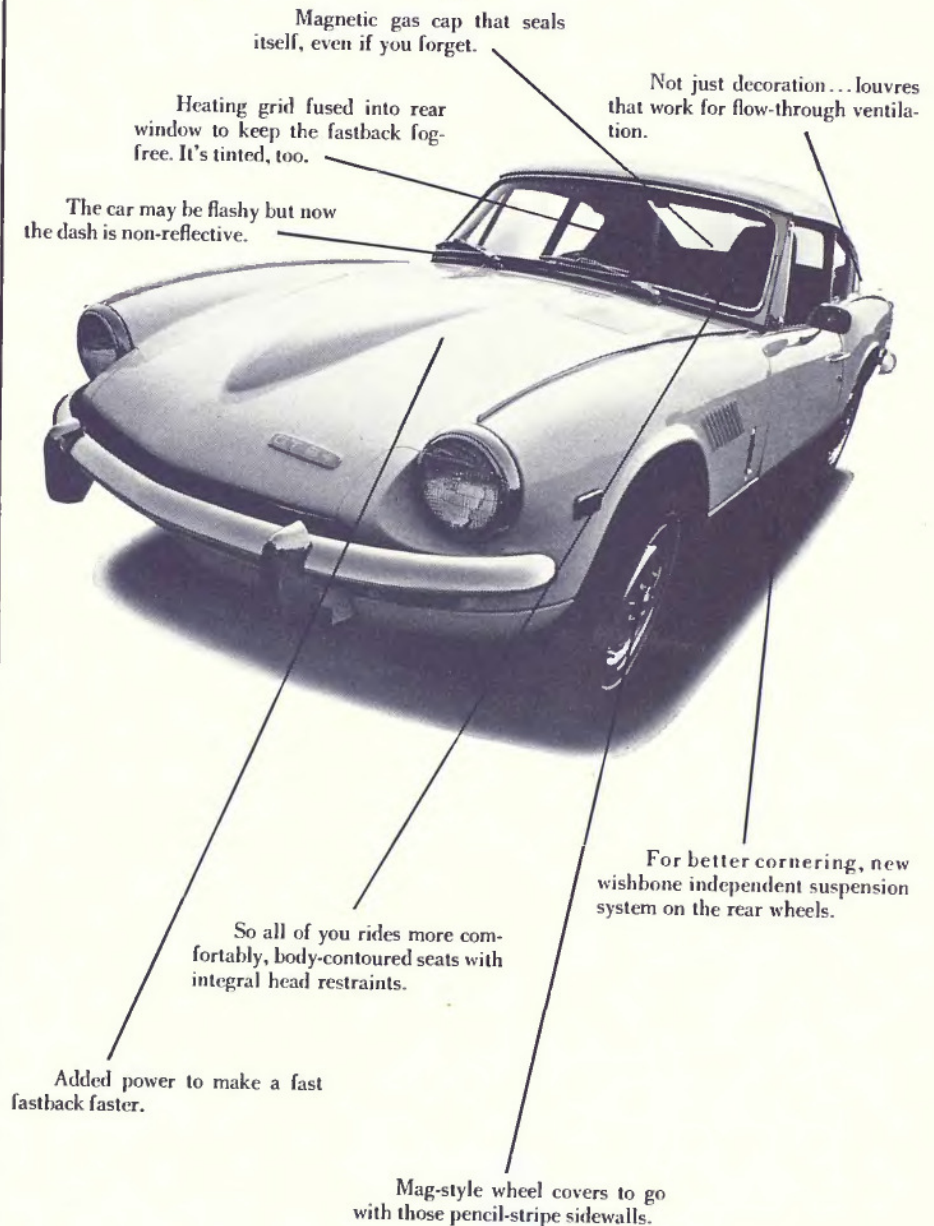 Magnetic gas cap that seals
itself, even if you forget.
Not just decoration...louvres
that work for flow-through ventila-
tion.
Heating grid fused into rear
window to keep the fastback fog-
free. It's tinted, too.
The car may be flashy but now
the dash is non-reflective.
For better cornering, new
wishbone independent suspension
system on the rear wheels.
So all of you rides more com-
fortably, body-contoured seats with
integral head restraints.
Added power to make a fast
fastback faster.
Mag-style wheel covers to go
with those pencil-stripe sidewalls.